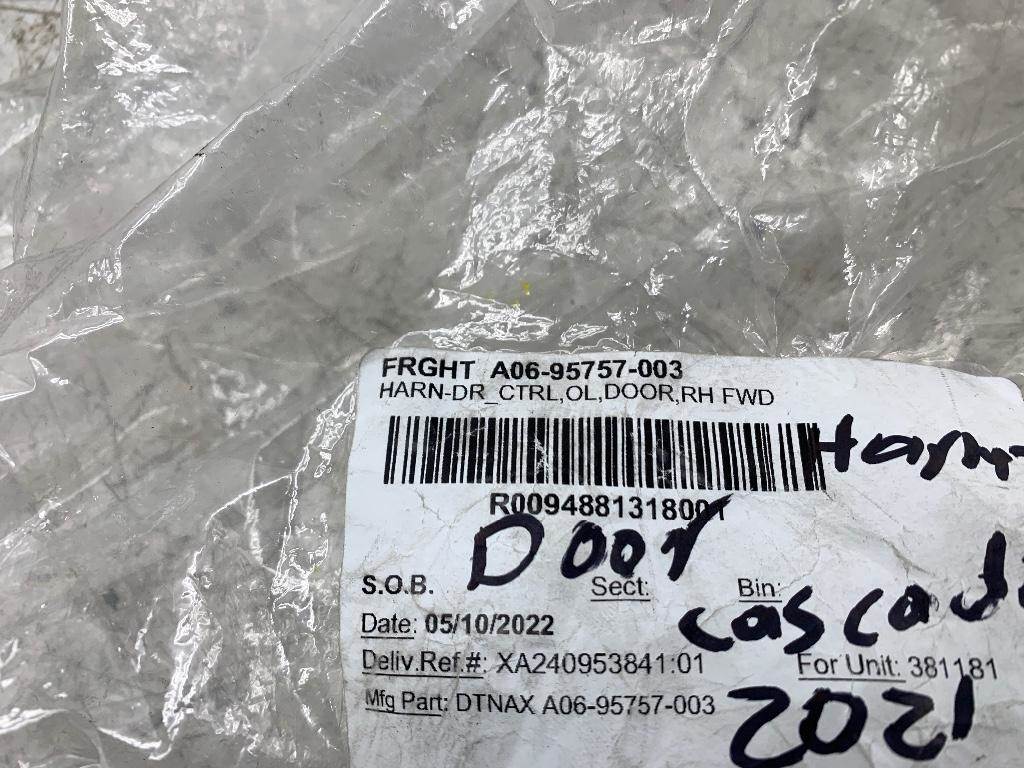 FRGHT A06-95757-003
HARN-DR_CTRL,OL,DOOR,RH FWD
R0094881318001
Door
S.O.B. Sect: Bin:
Date: 05/10/2022
cascadi
Deliv.Ref.#: XA240953841:01 For Unit: 381181
Mfg Part: DTNAX A06-95757-003
2021